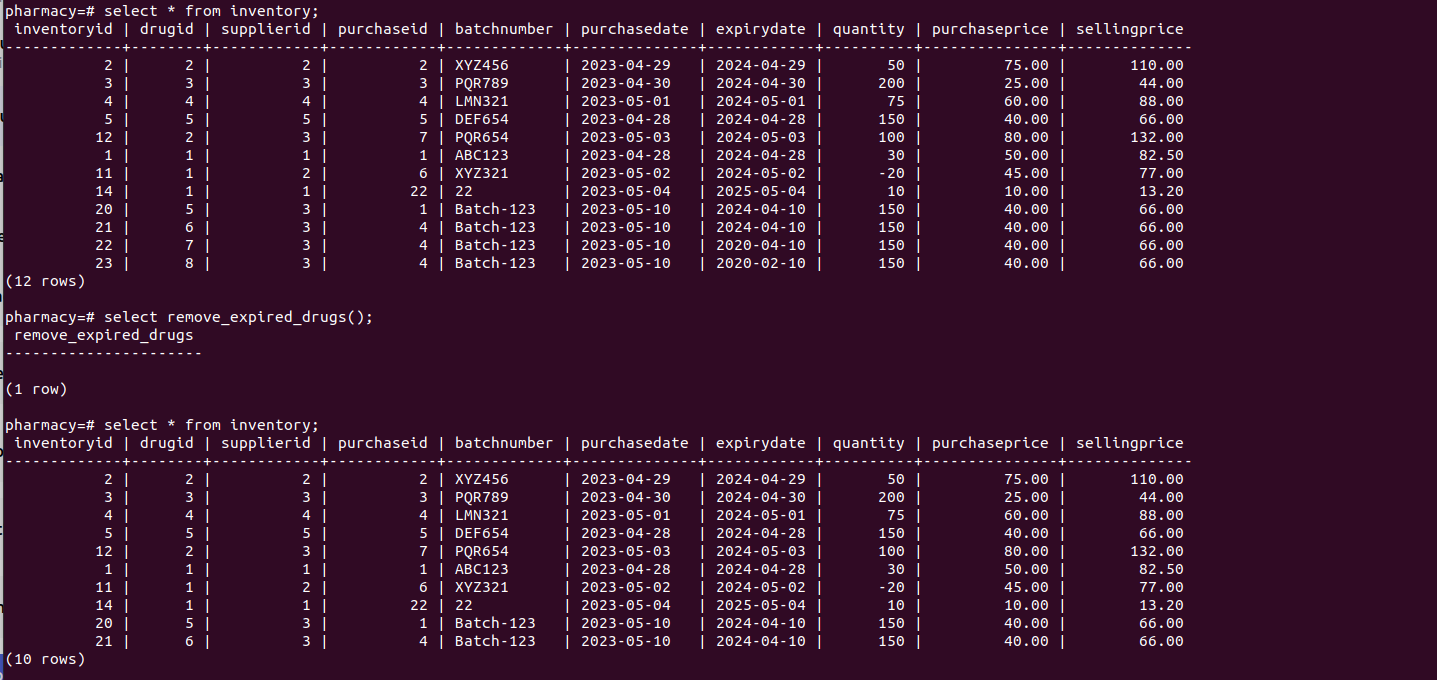 pharmacy=# select * from inventory;
 inventoryid | drugid | supplierid | purchaseid | batchnumber | purchasedate | expirydate | quantity | purchaseprice | sellingprice
-------------+--------+------------+------------+-------------+--------------+------------+----------+---------------+--------------
           2 |      2 |          2 |          2 | XYZ456      | 2023-04-29   | 2024-04-29 |       50 |         75.00 |       110.00
           3 |      3 |          3 |          3 | PQR789      | 2023-04-30   | 2024-04-30 |      200 |         25.00 |        44.00
           4 |      4 |          4 |          4 | LMN321      | 2023-05-01   | 2024-05-01 |       75 |         60.00 |        88.00
           5 |      5 |          5 |          5 | DEF654      | 2023-04-28   | 2024-04-28 |      150 |         40.00 |        66.00
          12 |      2 |          3 |          7 | PQR654      | 2023-05-03   | 2024-05-03 |      100 |         80.00 |       132.00
           1 |      1 |          1 |          1 | ABC123      | 2023-04-28   | 2024-04-28 |       30 |         50.00 |        82.50
          11 |      1 |          2 |          6 | XYZ321      | 2023-05-02   | 2024-05-02 |      -20 |         45.00 |        77.00
          14 |      1 |          1 |         22 | 22          | 2023-05-04   | 2025-05-04 |       10 |         10.00 |        13.20
          20 |      5 |          3 |          1 | Batch-123   | 2023-05-10   | 2024-04-10 |      150 |         40.00 |        66.00
          21 |      6 |          3 |          4 | Batch-123   | 2023-05-10   | 2024-04-10 |      150 |         40.00 |        66.00
          22 |      7 |          3 |          4 | Batch-123   | 2023-05-10   | 2020-04-10 |      150 |         40.00 |        66.00
          23 |      8 |          3 |          4 | Batch-123   | 2023-05-10   | 2020-02-10 |      150 |         40.00 |        66.00
(12 rows)
pharmacy=# select remove_expired_drugs();
 remove_expired_drugs
----------------------
(1 row)
pharmacy=# select * from inventory;
 inventoryid | drugid | supplierid | purchaseid | batchnumber | purchasedate | expirydate | quantity | purchaseprice | sellingprice
-------------+--------+------------+------------+-------------+--------------+------------+----------+---------------+--------------
           2 |      2 |          2 |          2 | XYZ456      | 2023-04-29   | 2024-04-29 |       50 |         75.00 |       110.00
           3 |      3 |          3 |          3 | PQR789      | 2023-04-30   | 2024-04-30 |      200 |         25.00 |        44.00
           4 |      4 |          4 |          4 | LMN321      | 2023-05-01   | 2024-05-01 |       75 |         60.00 |        88.00
           5 |      5 |          5 |          5 | DEF654      | 2023-04-28   | 2024-04-28 |      150 |         40.00 |        66.00
          12 |      2 |          3 |          7 | PQR654      | 2023-05-03   | 2024-05-03 |      100 |         80.00 |       132.00
           1 |      1 |          1 |          1 | ABC123      | 2023-04-28   | 2024-04-28 |       30 |         50.00 |        82.50
          11 |      1 |          2 |          6 | XYZ321      | 2023-05-02   | 2024-05-02 |      -20 |         45.00 |        77.00
          14 |      1 |          1 |         22 | 22          | 2023-05-04   | 2025-05-04 |       10 |         10.00 |        13.20
          20 |      5 |          3 |          1 | Batch-123   | 2023-05-10   | 2024-04-10 |      150 |         40.00 |        66.00
          21 |      6 |          3 |          4 | Batch-123   | 2023-05-10   | 2024-04-10 |      150 |         40.00 |        66.00
(10 rows)